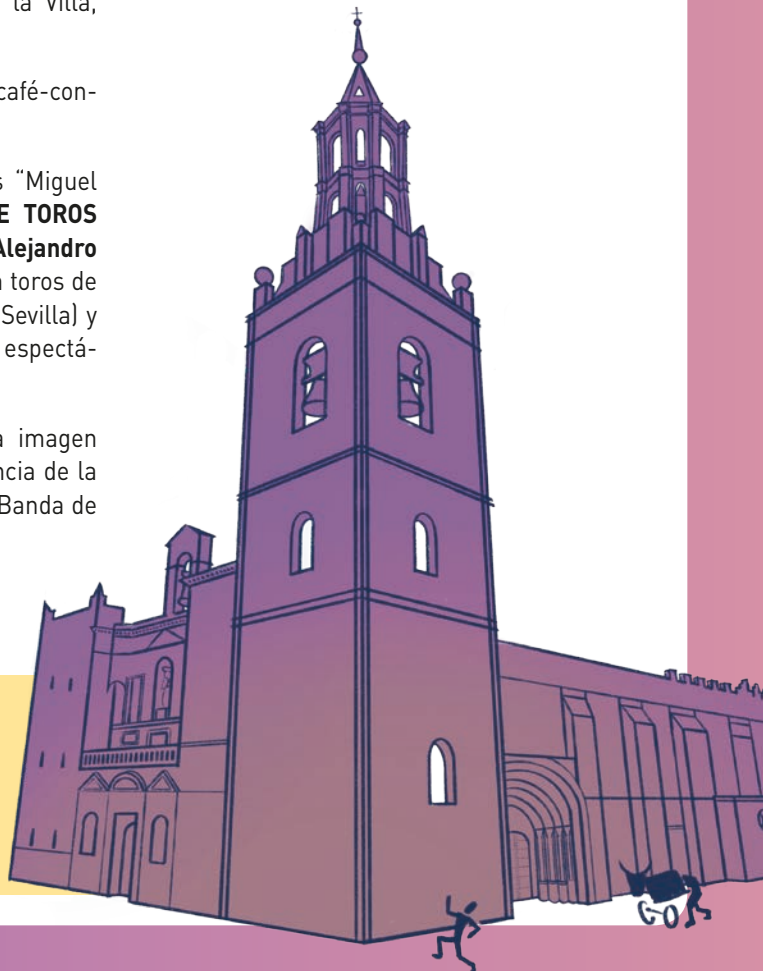 la Villa,
café-con-
s “Miguel
E TOROS
Alejandro
n toros de
Sevilla) y
espectá-
a imagen
ncia de la
Banda de